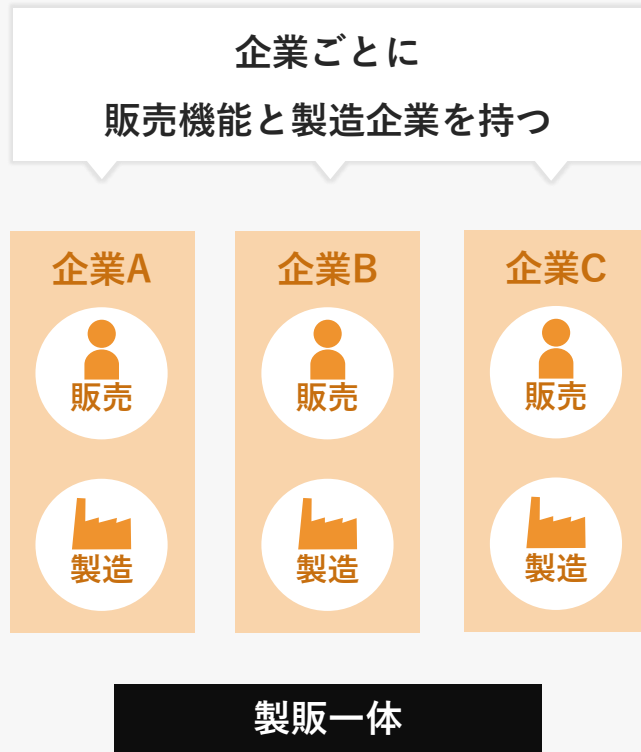 企業ごとに
販売機能と製造企業を持つ
企業A
企業B
企業C
販売
販売
販売
製造
製造
製造
製販一体